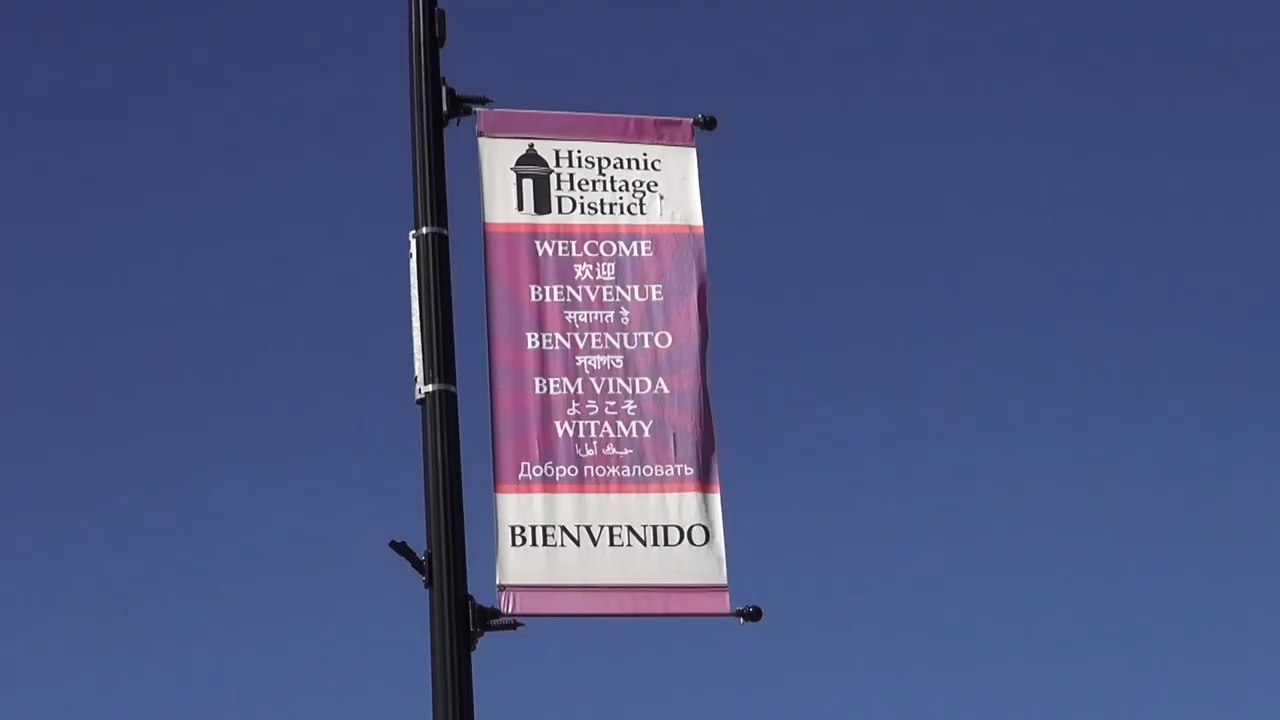 Hispanic
Heritage
District
WELCOME
欢迎
BIENVENUE
स्वागत हे
BENVENUTO
স্বাগত
BEM VINDA
ようこそ
WITAMY
Добро пожаловать
BIENVENIDO